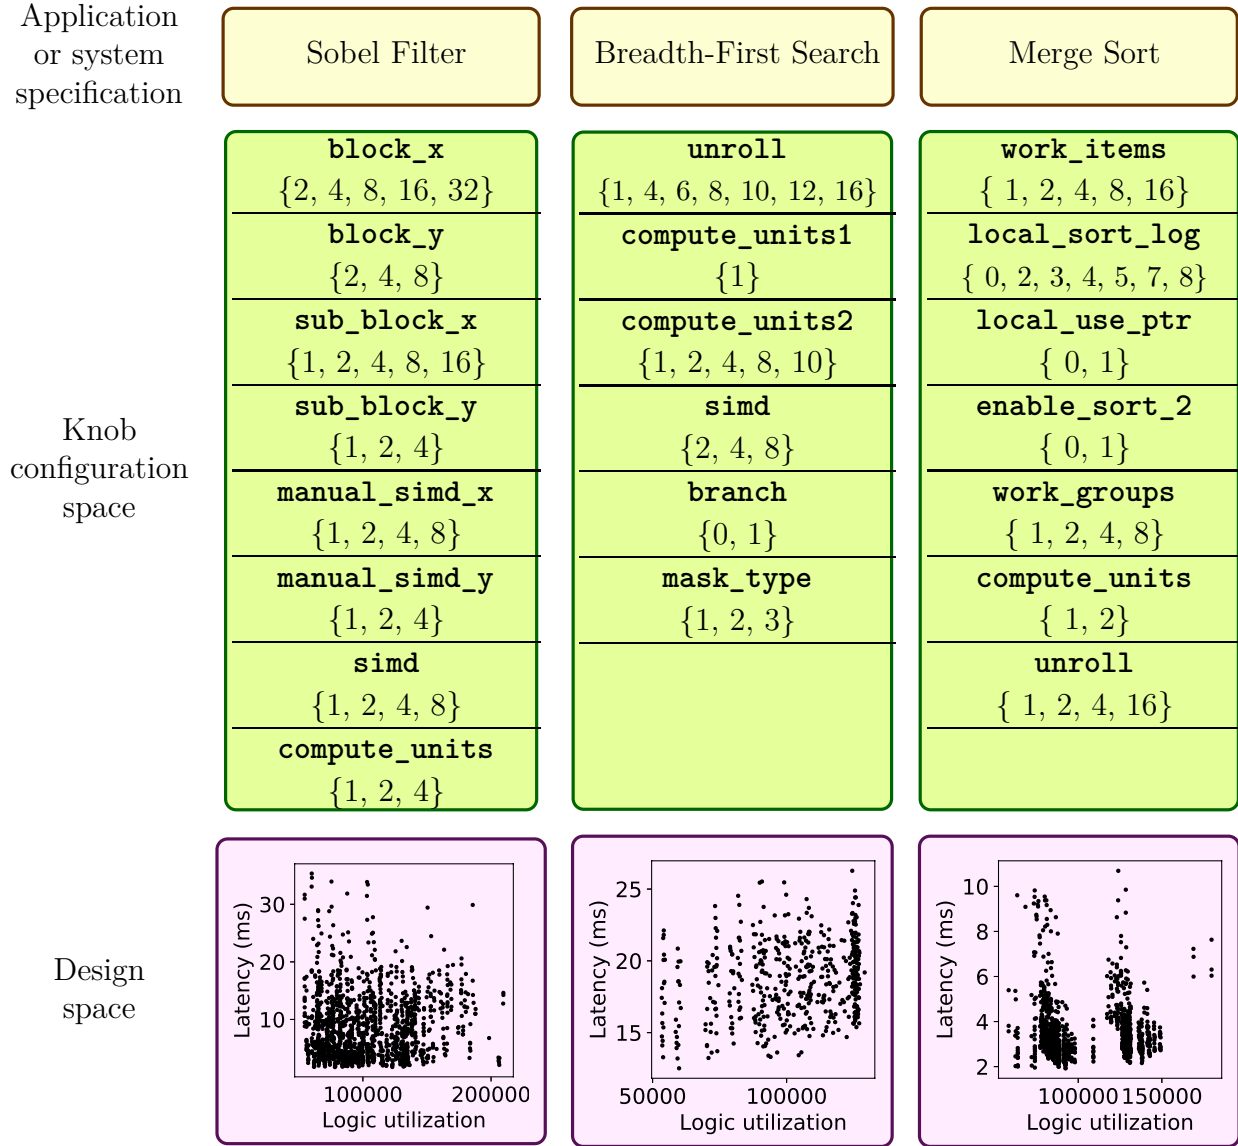 Application
or system
specification
Sobel Filter
Breadth-First Search
Merge Sort
Knob
configuration
space
block_x
{2, 4, 8, 16, 32}
block_y
{2, 4, 8}
sub_block_x
{1, 2, 4, 8, 16}
sub_block_y
{1, 2, 4}
manual_simd_x
{1, 2, 4, 8}
manual_simd_y
{1, 2, 4}
simd
{1, 2, 4, 8}
compute_units
{1, 2, 4}
unroll
{1, 4, 6, 8, 10, 12, 16}
compute_units1
{1}
compute_units2
{1, 2, 4, 8, 10}
simd
{2, 4, 8}
branch
{0, 1}
mask_type
{1, 2, 3}
work_items
{ 1, 2, 4, 8, 16}
local_sort_log
{ 0, 2, 3, 4, 5, 7, 8}
local_use_ptr
{ 0, 1}
enable_sort_2
{ 0, 1}
work_groups
{ 1, 2, 4, 8}
compute_units
{ 1, 2}
unroll
{ 1, 2, 4, 16}
Design
space
Latency (ms)
30
20
10
100000 200000
Logic utilization
Latency (ms)
25
20
15
50000 100000
Logic utilization
Latency (ms)
10
8
6
4
2
100000 150000
Logic utilization